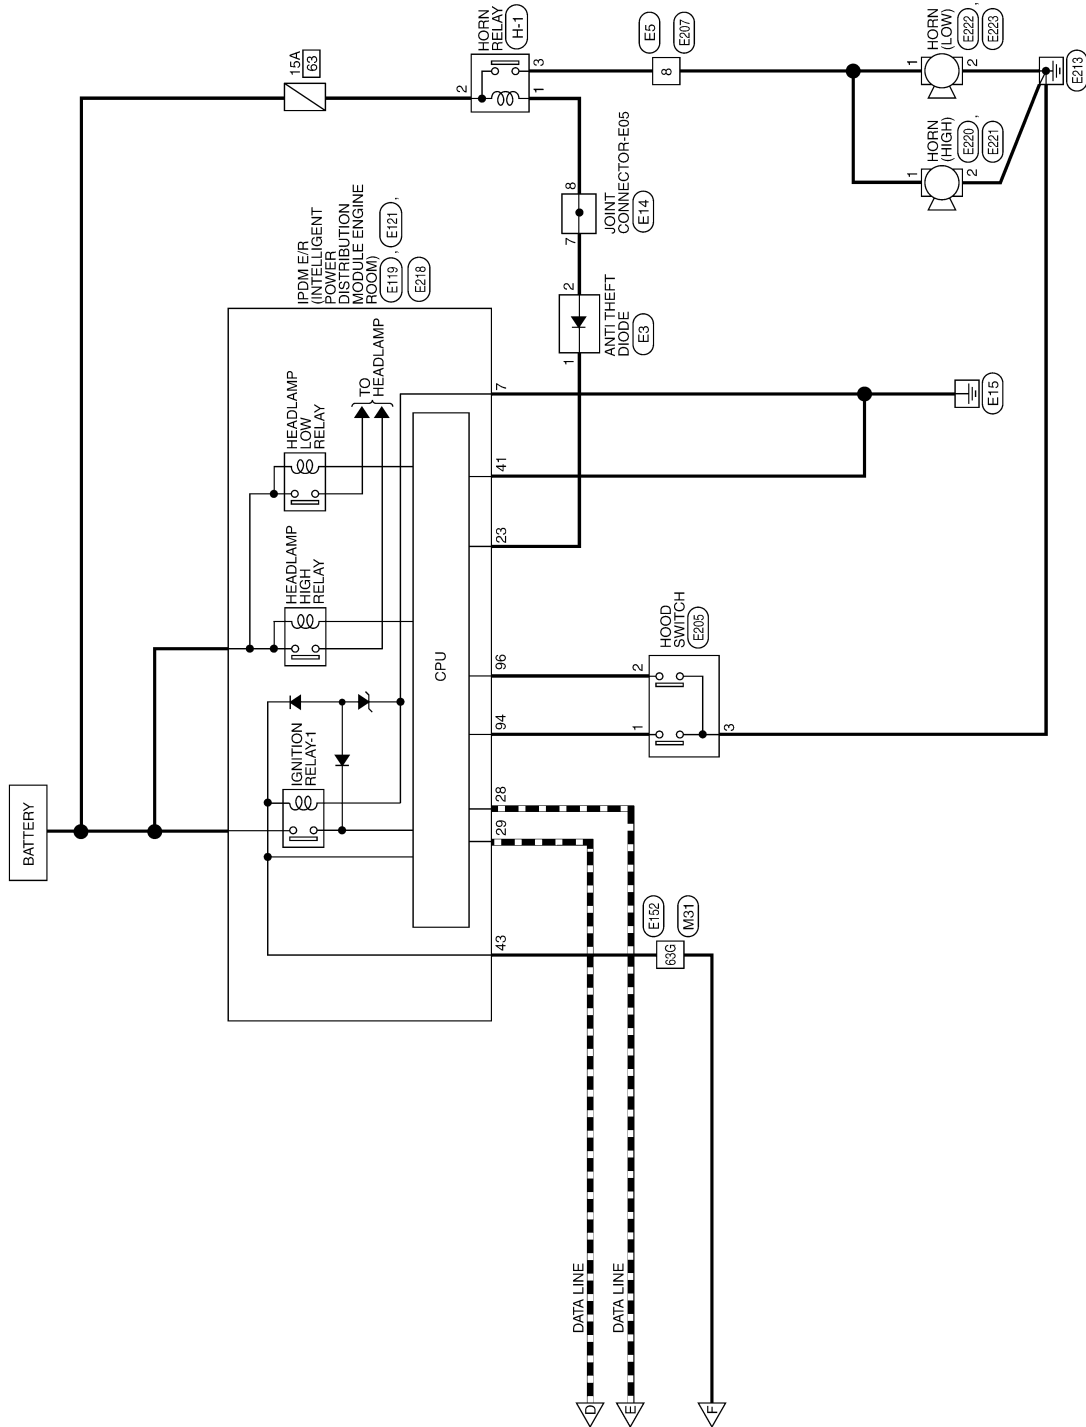 BATTERY
15A
63
HORN
RELAY
H-1
2
1
3
E5
E207
8
HORN
(LOW)
E222 ,
E223
1
2
HORN
(HIGH)
E220 ,
E221
1
2
E213
JOINT
CONNECTOR-E05
E14
8
7
ANTI THEFT
DIODE
E3
2
1
IPDM E/R
(INTELLIGENT
POWER
DISTRIBUTION
MODULE ENGINE
ROOM)
E119 , E121 ,
E218
TO
HEADLAMP
HEADLAMP
LOW
RELAY
HEADLAMP
HIGH
RELAY
IGNITION
RELAY-1
CPU
7
41
23
96
94
28
29
43
E15
HOOD
SWITCH
E205
2
1
3
E152
M31
63G
DATA LINE
DATA LINE
D
E
F